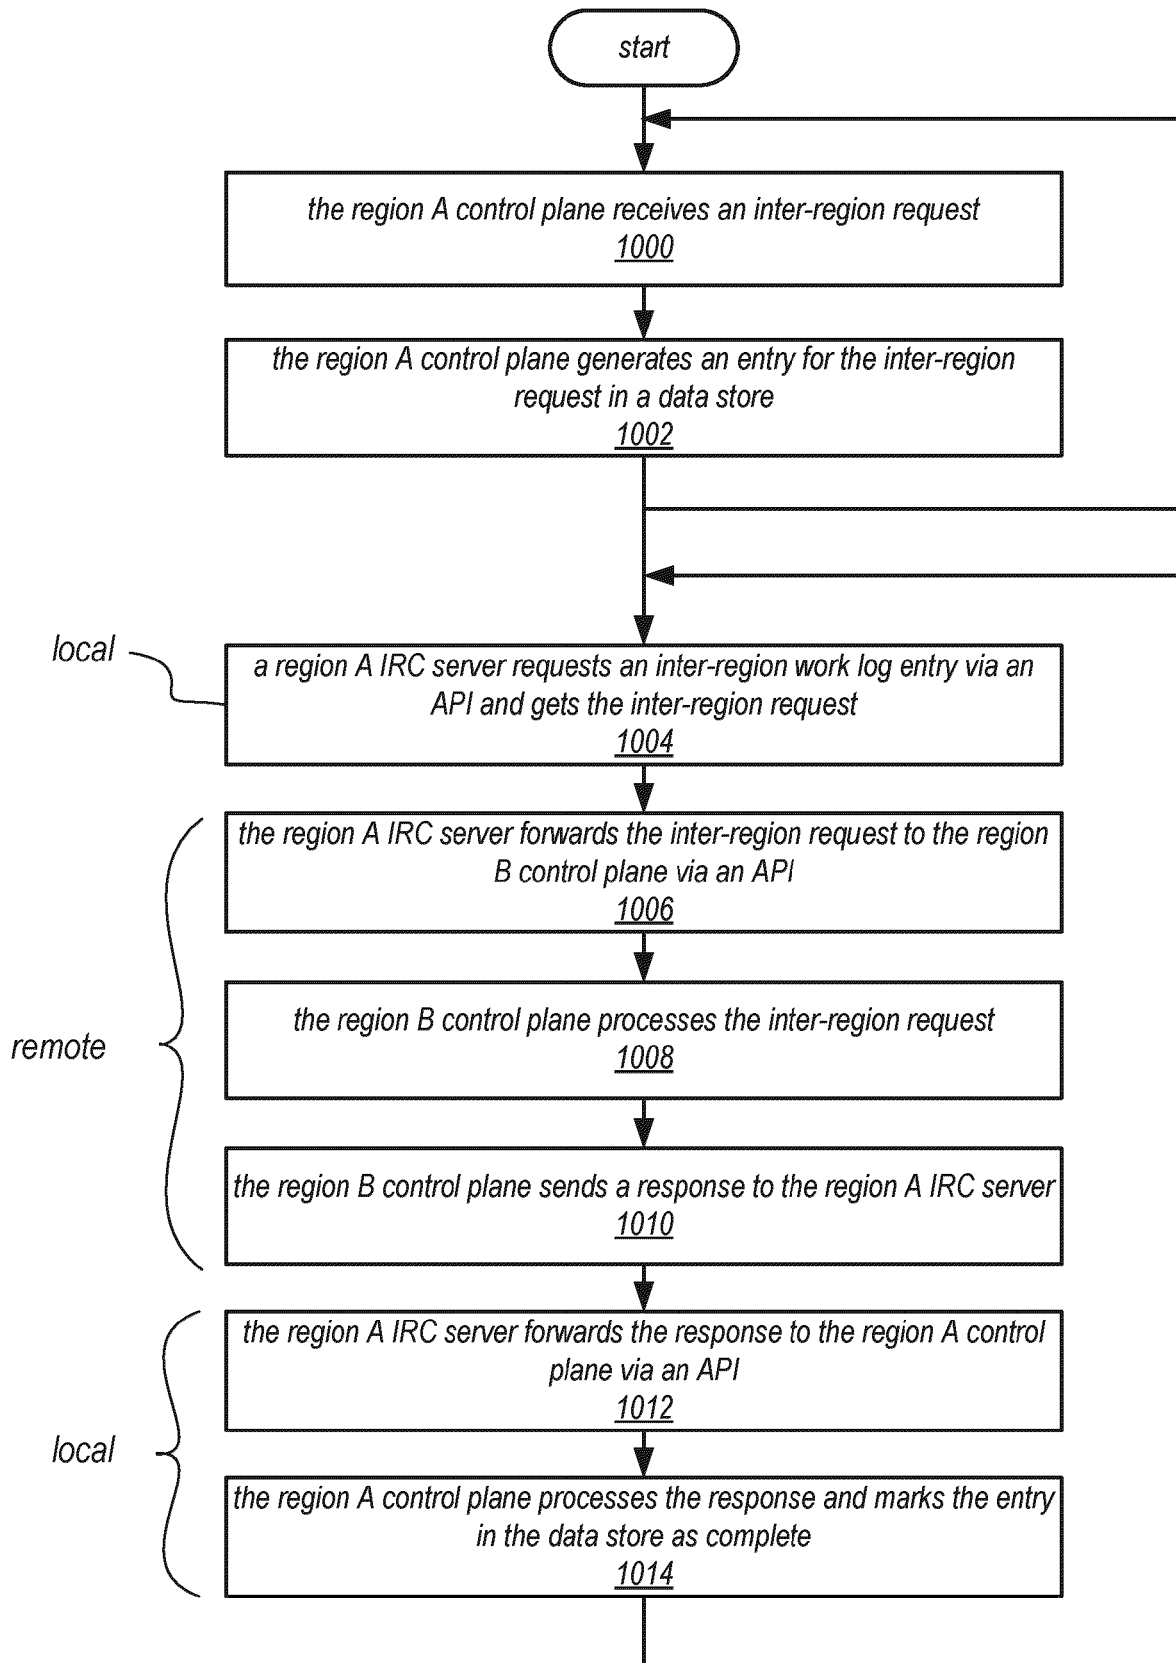 start
the region A control plane receives an inter-region request
1000
the region A control plane generates an entry for the inter-region
request in a data store
1002
local
a region A IRC server requests an inter-region work log entry via an
API and gets the inter-region request
1004
the region A IRC server forwards the inter-region request to the region
B control plane via an API
1006
remote
the region B control plane processes the inter-region request
1008
the region B control plane sends a response to the region A IRC server
1010
the region A IRC server forwards the response to the region A control
plane via an API
1012
local
the region A control plane processes the response and marks the entry
in the data store as complete
1014